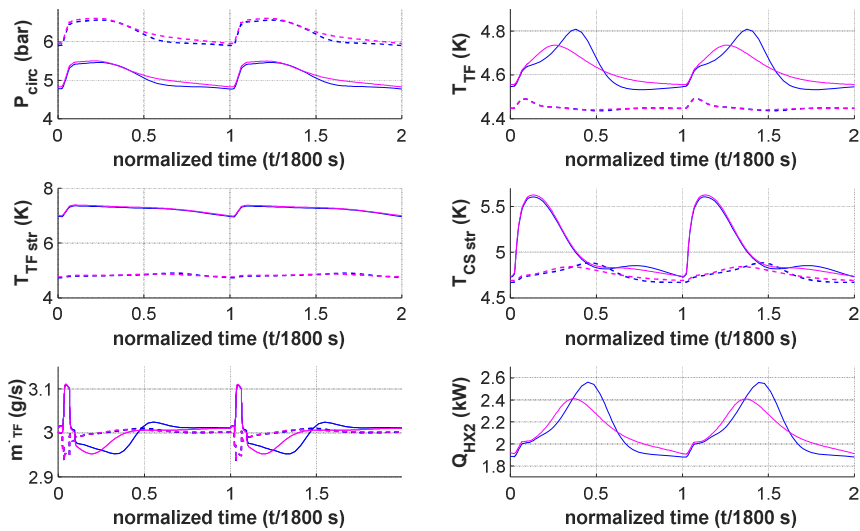 P_circ (bar)
6
5
4
0 0.5 1 1.5 2
normalized time (t/1800 s)
T_TF (K)
4.8
4.6
4.4
0 0.5 1 1.5 2
normalized time (t/1800 s)
T_TF str (K)
8
6
4
0 0.5 1 1.5 2
normalized time (t/1800 s)
T_CS str (K)
5.5
5
4.5
0 0.5 1 1.5 2
normalized time (t/1800 s)
m˙_TF (g/s)
3.1
3
2.9
0 0.5 1 1.5
normalized time (t/1800 s)
Q_HX2 (kW)
2.6
2.4
2.2
2
1.8
0 0.5 1 1.5 2
normalized time (t/1800 s)